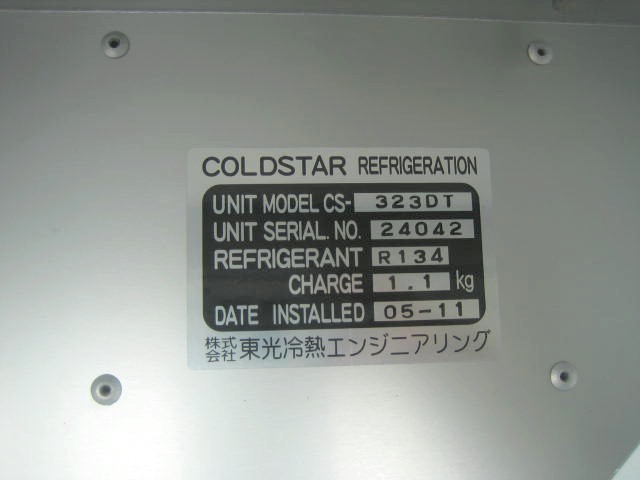 COLDSTAR REFRIGERATION
UNIT MODEL CS-323DT
UNIT SERIAL. NO. 24042
REFRIGERANT R134
CHARGE 1.1 kg
DATE INSTALLED 05-11
株式会社 東光冷熱エンジニアリング